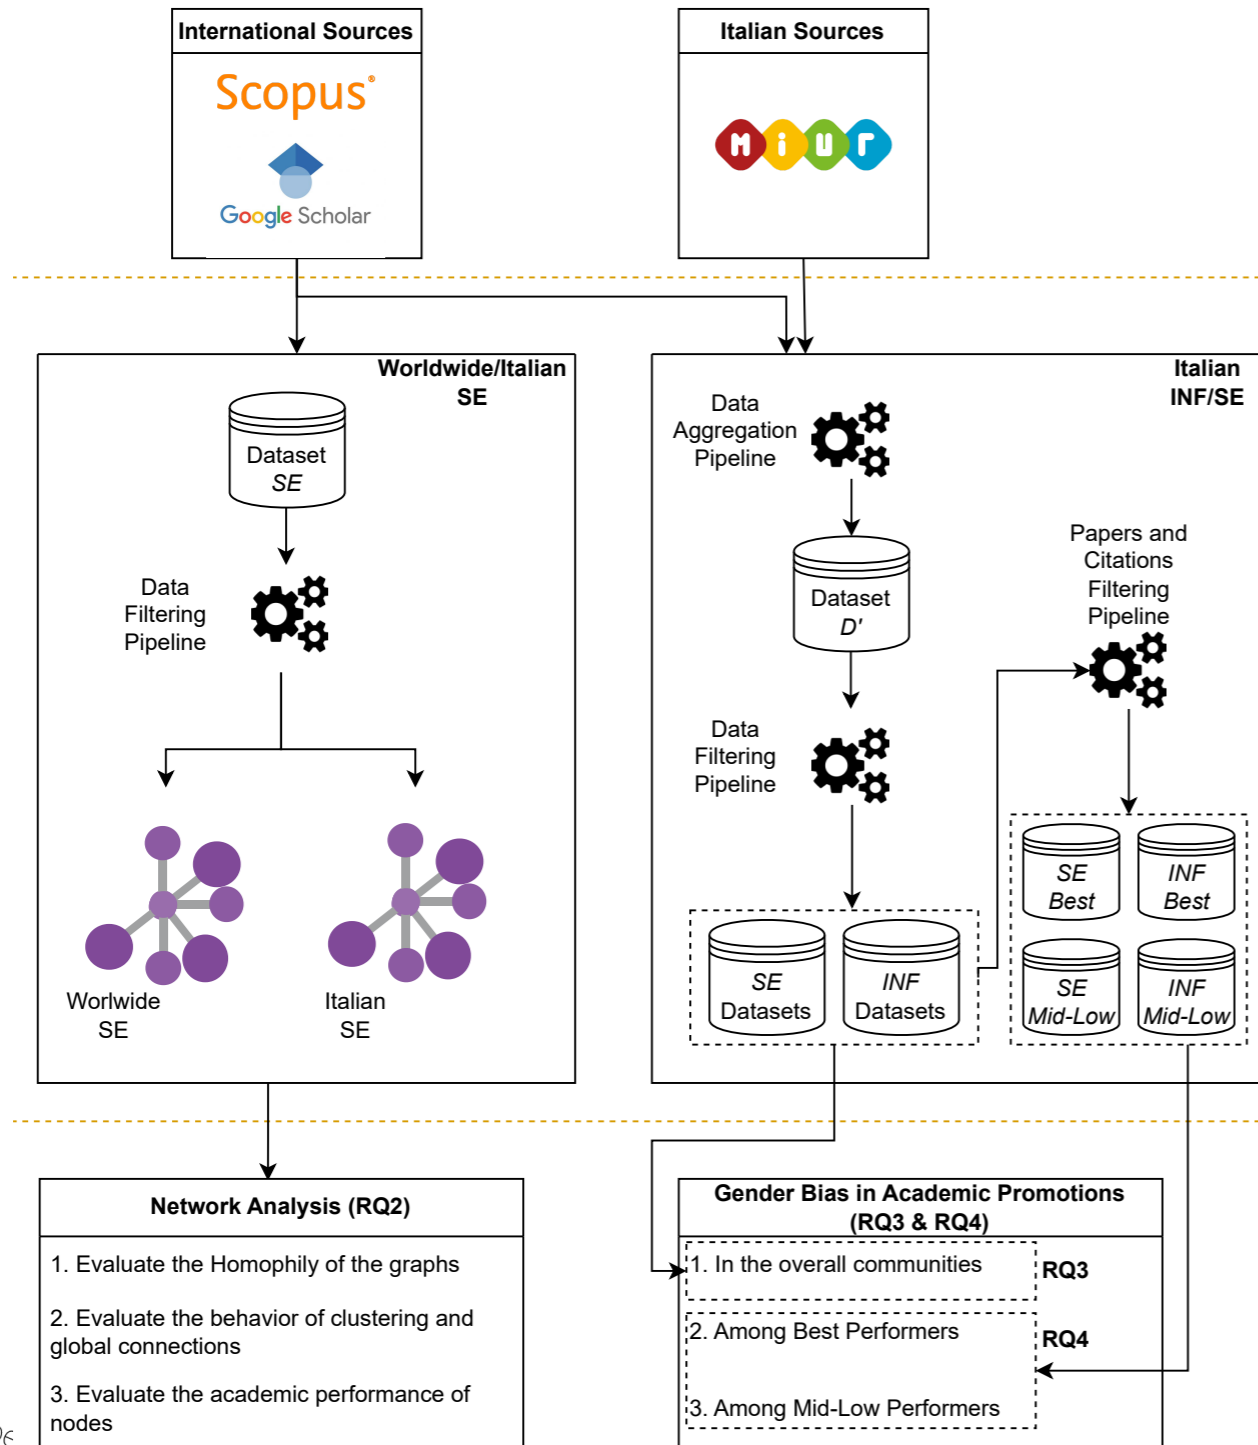 International Sources
Scopus®
Google Scholar
Italian Sources
miur
Worldwide/Italian
SE
Dataset
SE
Data
Filtering
Pipeline
Worlwide
SE
Italian
SE
Italian
INF/SE
Data
Aggregation
Pipeline
Dataset
D'
Data
Filtering
Pipeline
SE
Datasets
INF
Datasets
Papers and
Citations
Filtering
Pipeline
SE
Best
INF
Best
SE
Mid-Low
INF
Mid-Low
Network Analysis (RQ2)
1. Evaluate the Homophily of the graphs
2. Evaluate the behavior of clustering and
global connections
3. Evaluate the academic performance of
nodes
Gender Bias in Academic Promotions
(RQ3 & RQ4)
1. In the overall communities
RQ3
2. Among Best Performers
RQ4
3. Among Mid-Low Performers